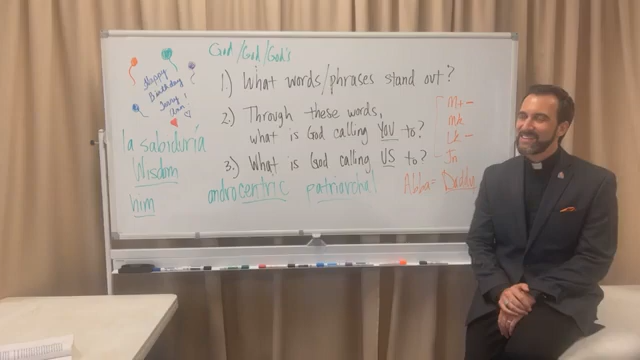 God/God/God's
1.) What words/phrases stand out?
2.) Through these words,
what is God calling YOU to?
3.) What is God calling US to?
androcentric patriarchal
Happy
Birthday
la sabiduría
Wisdom
him
Mt -
Mk
Lk -
Jn
Abba = Daddy